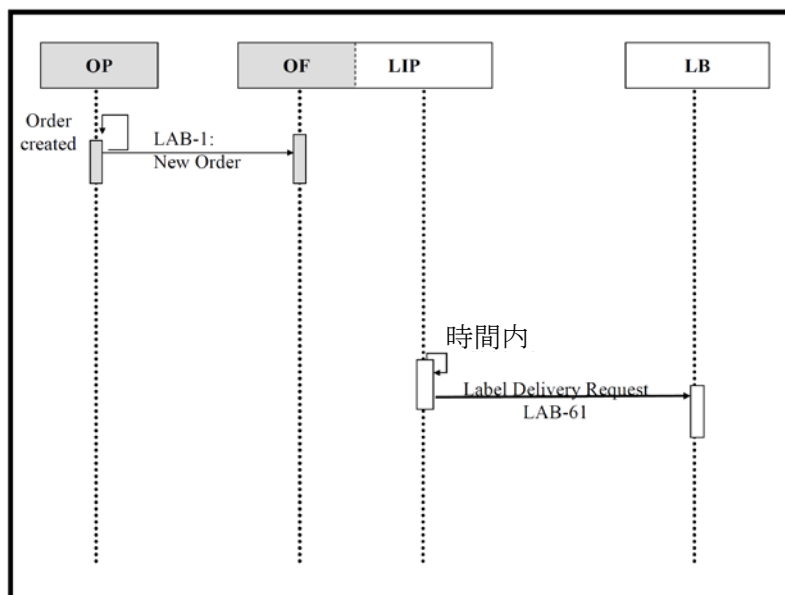 OP
OF
LIP
LB
Order
created
LAB-1:
New Order
時間内
Label Delivery Request
LAB-61